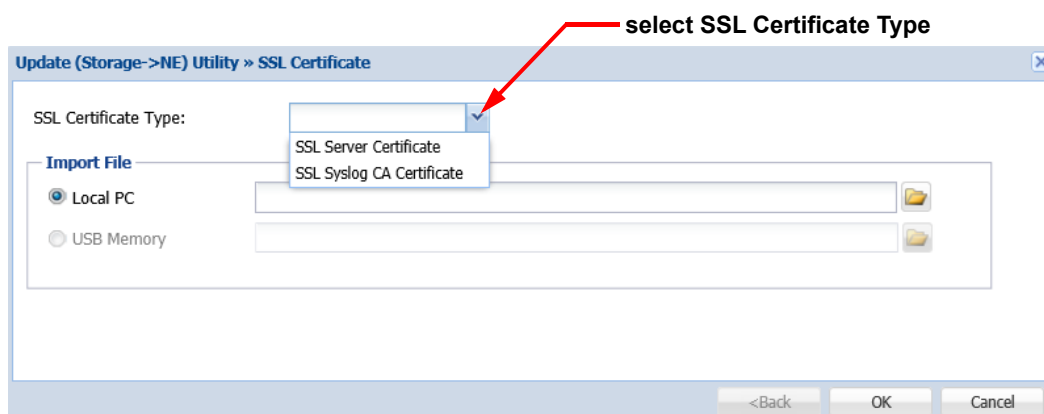 select SSL Certificate Type
Update (Storage->NE) Utility » SSL Certificate
SSL Certificate Type:
SSL Server Certificate
SSL Syslog CA Certificate
Import File
Local PC
USB Memory
<Back OK Cancel